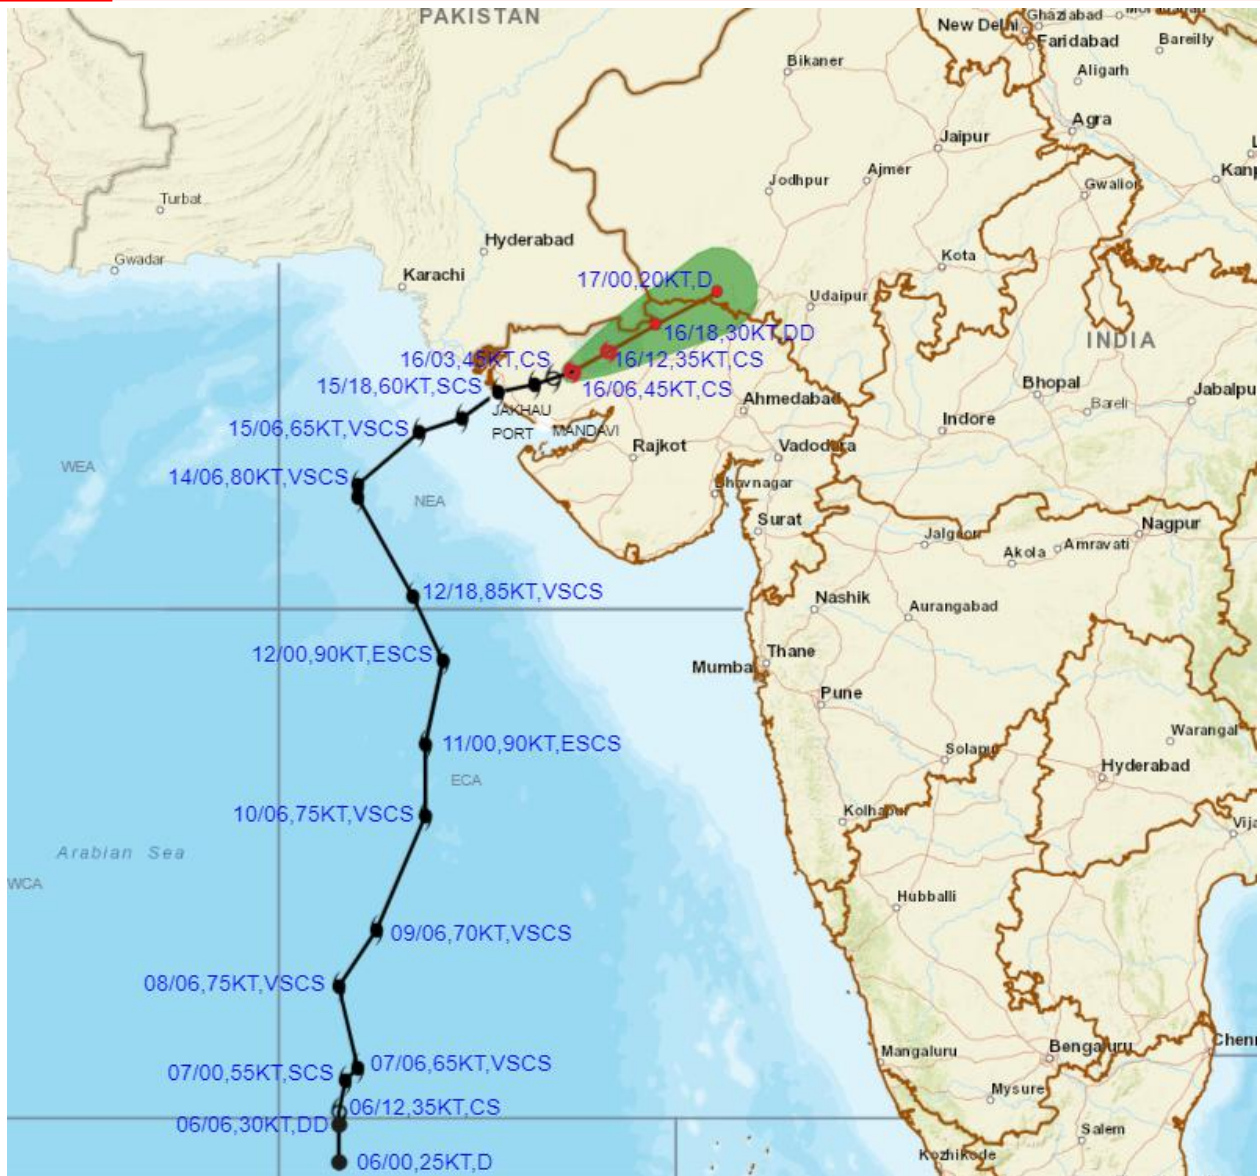 PAKISTAN
New Delhi
Ghaziabad
Faridabad
Bareilly
Bikaner
Aligarh
Agra
Jaipur
Turbat
Jodhpur
Ajmer
Gwalior
Hyderabad
Gwadar
Karachi
Kota
17/00,20KT,D
Udaipur
16/18,30KT,DD
INDIA
16/03,45KT,CS
16/12,35KT,CS
15/18,60KT,SCS
16/06,45KT,CS
Bhopal
Jabalpu
JAKHAU
PORT
Ahmedabad
Bareli
15/06,65KT,VSCS
MANDAVI
Indore
Rajkot
Vadodara
WEA
14/06,80KT,VSCS
NEA
Bhavnagar
Surat
Nagpur
Jalgaon
Akola
Amravati
12/18,85KT,VSCS
Nashik
Aurangabad
12/00,90KT,ESCS
Mumba
Thane
Pune
11/00,90KT,ESCS
Warangal
Solapur
ECA
Hyderabad
10/06,75KT,VSCS
Kolhapur
Vija
Arabian Sea
WCA
Hubballi
09/06,70KT,VSCS
08/06,75KT,VSCS
Mangaluru
Bengaluru
Chenn
07/00,55KT,SCS
07/06,65KT,VSCS
Mysure
06/12,35KT,CS
06/06,30KT,DD
Salem
06/00,25KT,D
Kozhikode